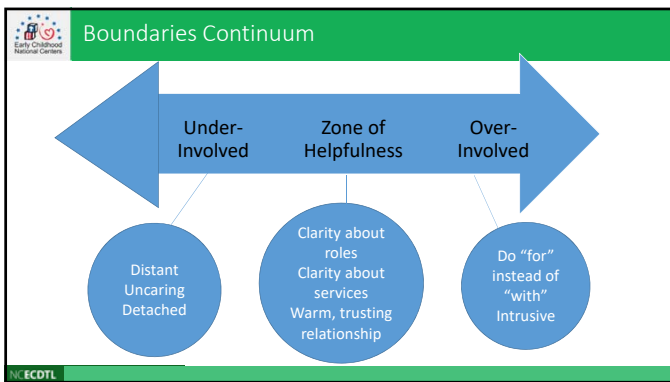 Early Childhood
National Centers
Boundaries Continuum
Under-
Involved
Zone of
Helpfulness
Over-
Involved
Distant
Uncaring
Detached
Clarity about
roles
Clarity about
services
Warm, trusting
relationship
Do “for”
instead of
“with”
Intrusive
NCECDTL